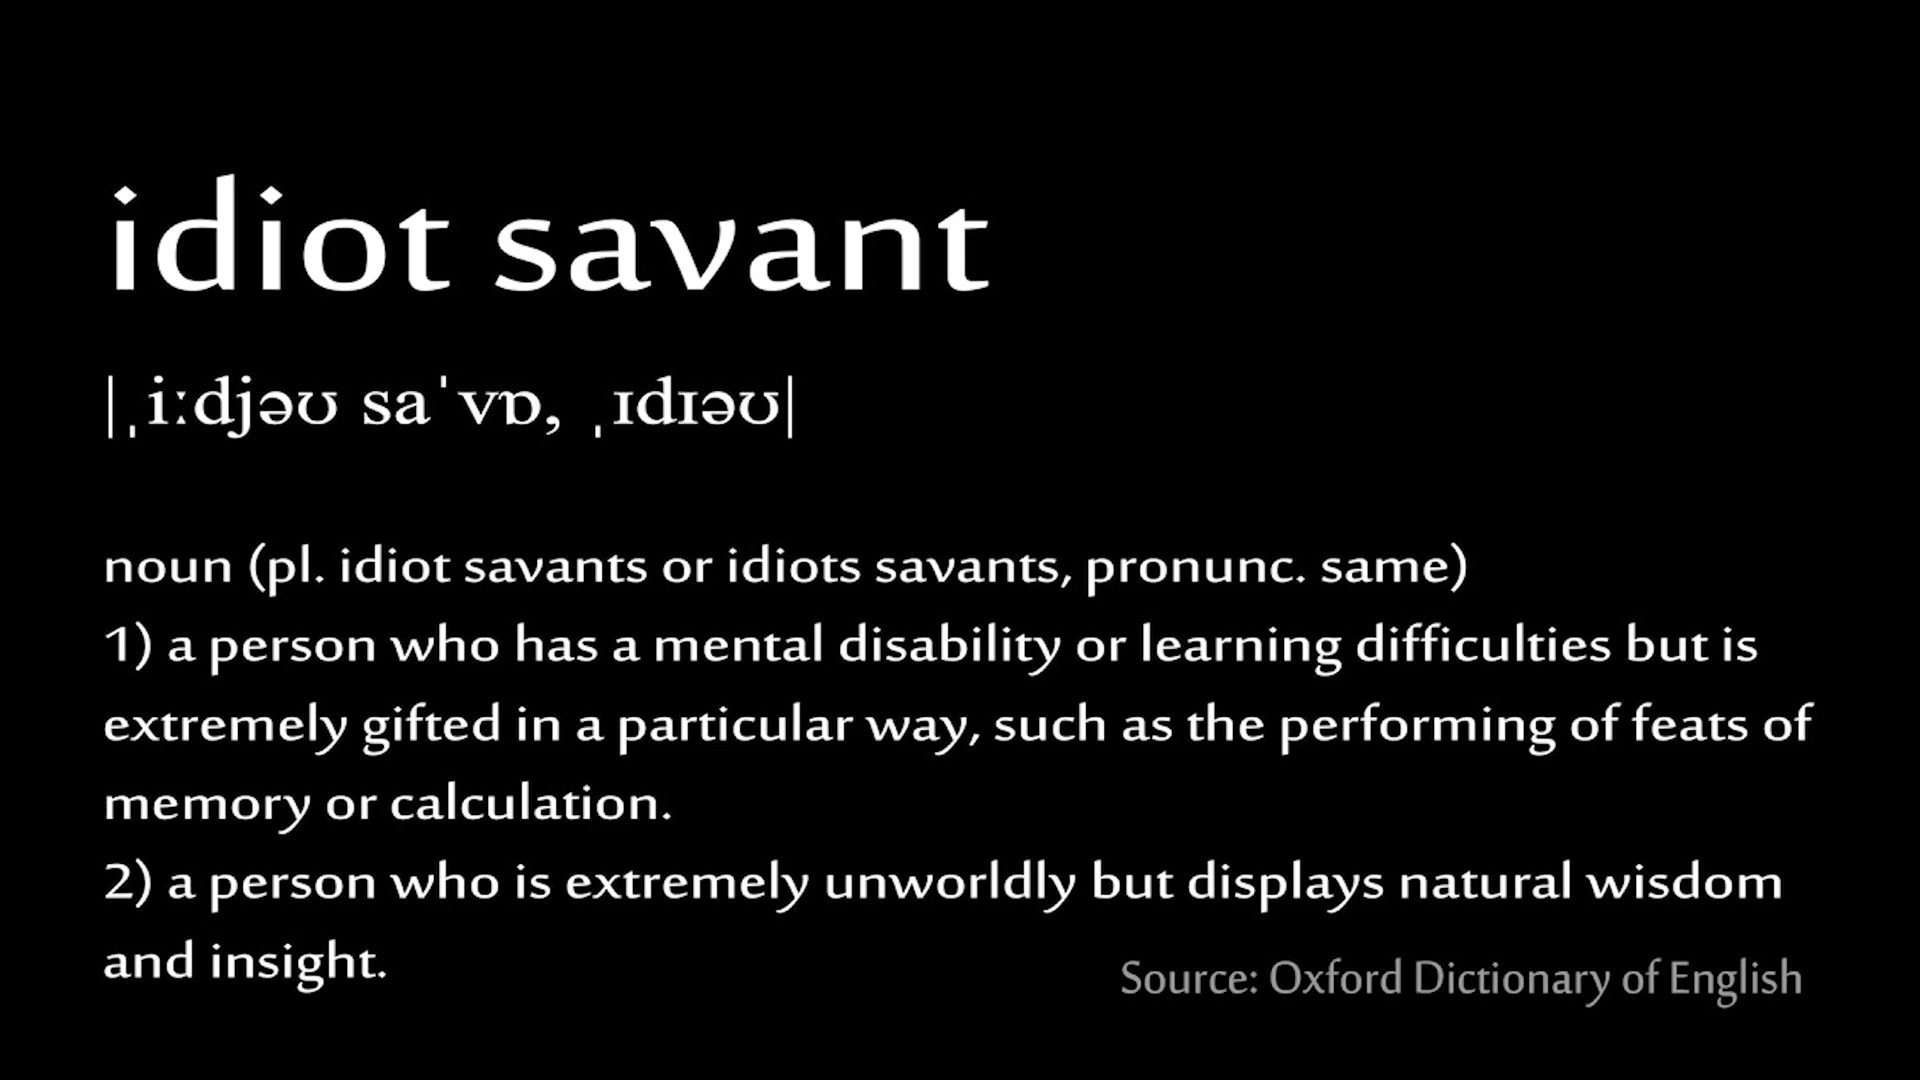 idiot savant
|ˌiːdjəʊ saˈvɒ, ˌɪdɪəʊ|
noun (pl. idiot savants or idiots savants, pronunc. same)
1) a person who has a mental disability or learning difficulties but is
extremely gifted in a particular way, such as the performing of feats of
memory or calculation.
2) a person who is extremely unworldly but displays natural wisdom
and insight.
Source: Oxford Dictionary of English